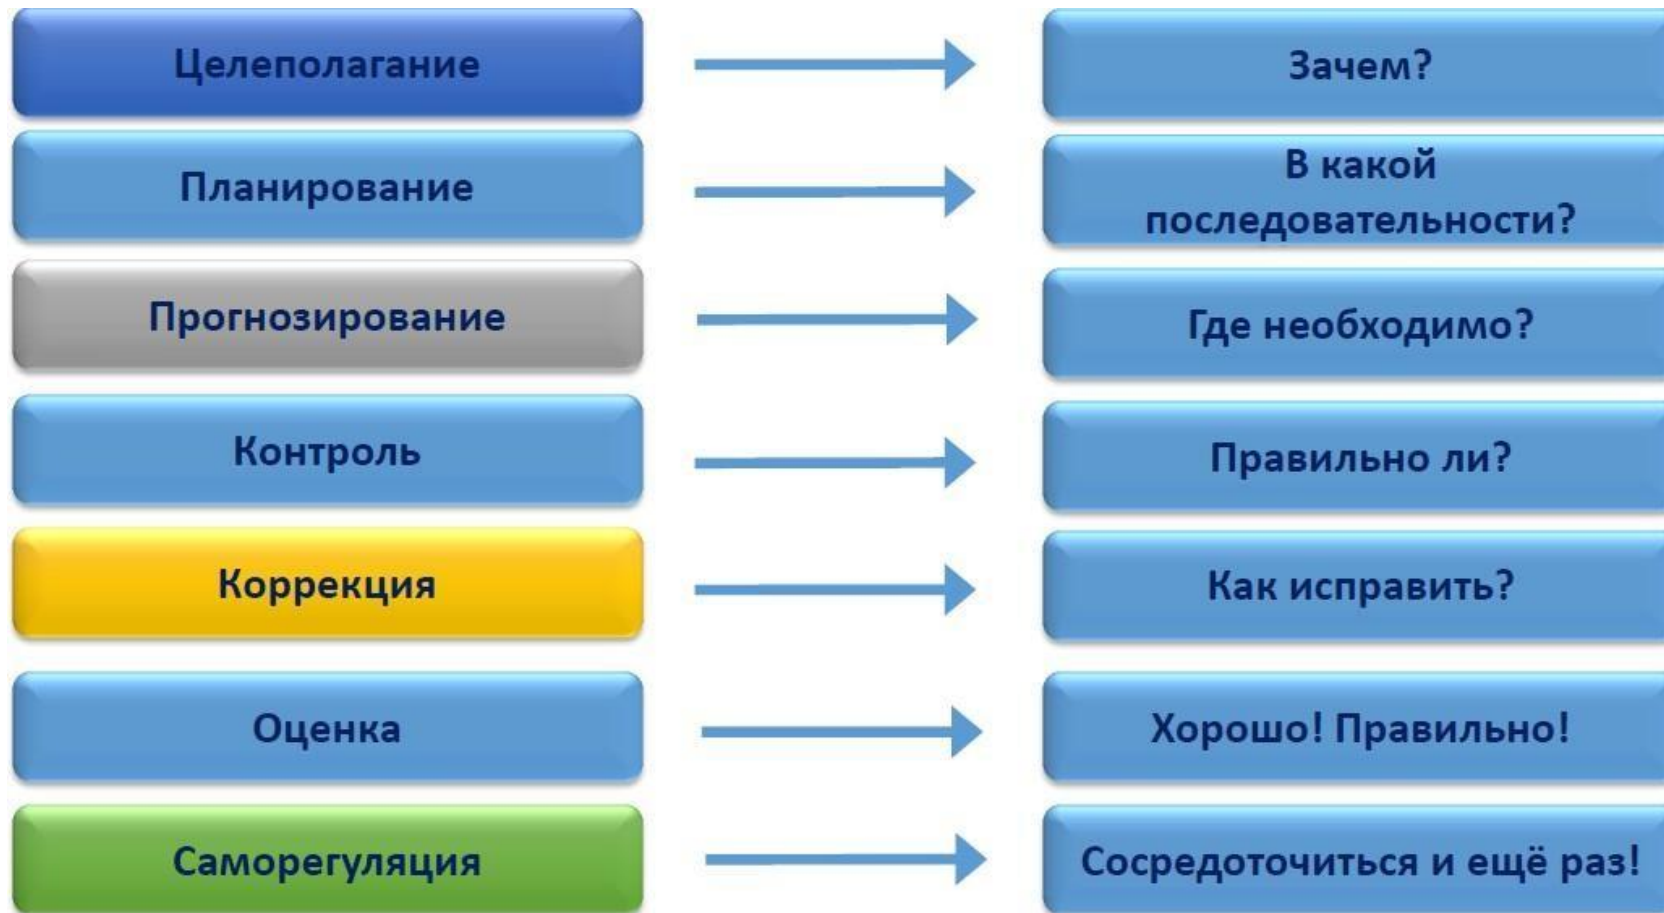 Целеполагание
Зачем?
Планирование
В какой
последовательности?
Прогнозирование
Где необходимо?
Контроль
Правильно ли?
Коррекция
Как исправить?
Оценка
Хорошо! Правильно!
Саморегуляция
Сосредоточиться и ещё раз!